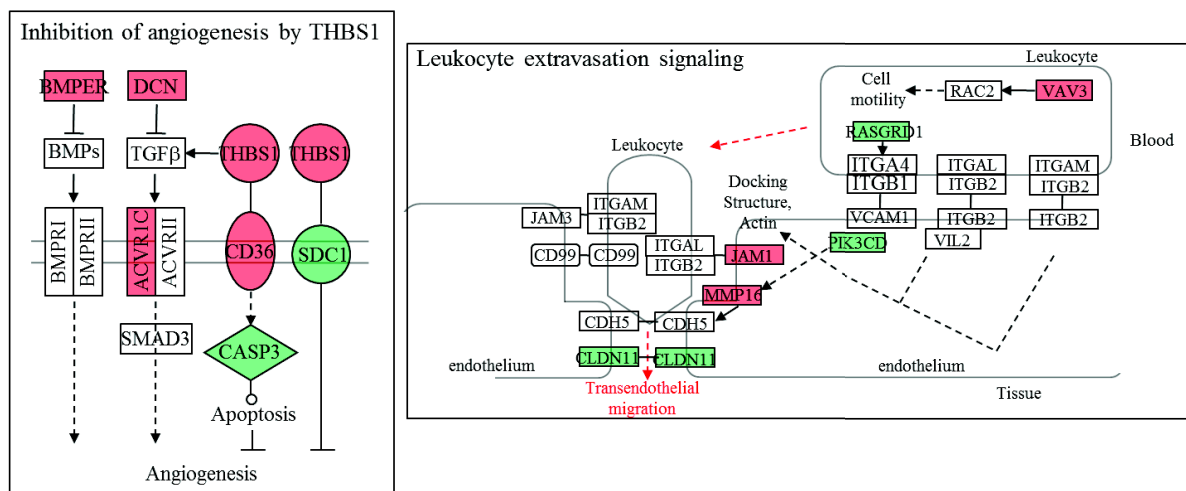 Inhibition of angiogenesis by THBS1
BMPER
DCN
BMPs
TGFβ
THBS1
THBS1
BMPRI
BMPRII
ACVR1C
ACVRII
CD36
SDC1
SMAD3
CASP3
Apoptosis
Angiogenesis
Leukocyte extravasation signaling
Leukocyte
Cell
motility
RAC2
VAV3
RASGRP1
Blood
ITGA4
ITGB1
ITGAL
ITGB2
ITGAM
ITGB2
VCAM1
ITGB2
ITGB2
PIK3CD
VIL2
Leukocyte
Docking
Structure,
Actin
JAM3
ITGAM
ITGB2
CD99
CD99
ITGAL
ITGB2
JAM1
MMP16
CDH5
CDH5
CLDN11
CLDN11
endothelium
endothelium
Transendothelial
migration
Tissue